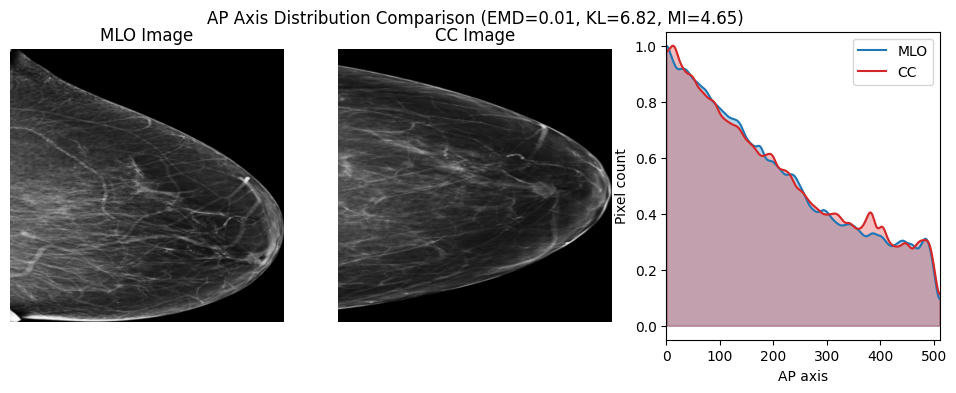 AP Axis Distribution Comparison (EMD=0.01, KL=6.82, MI=4.65)
MLO Image
CC Image
MLO
CC
Pixel count
1.0
0.8
0.6
0.4
0.2
0.0
0 100 200 300 400 500
AP axis